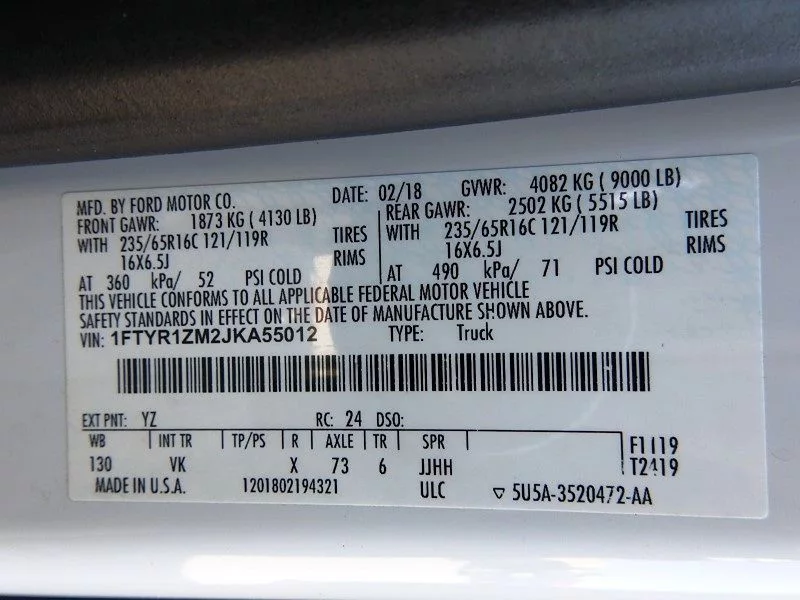 MFD. BY FORD MOTOR CO. DATE: 02/18 GVWR: 4082 KG ( 9000 LB)
FRONT GAWR: 1873 KG ( 4130 LB) REAR GAWR: 2502 KG ( 5515 LB)
WITH 235/65R16C 121/119R TIRES WITH 235/65R16C 121/119R TIRES
16X6.5J RIMS 16X6.5J RIMS
AT 360 kPa/ 52 PSI COLD AT 490 kPa/ 71 PSI COLD
THIS VEHICLE CONFORMS TO ALL APPLICABLE FEDERAL MOTOR VEHICLE
SAFETY STANDARDS IN EFFECT ON THE DATE OF MANUFACTURE SHOWN ABOVE.
VIN: 1FTYR1ZM2JKA55012 TYPE: Truck
EXT PNT: YZ RC: 24 DSO:
WB INT TR TP/PS R AXLE TR SPR F1119
130 VK X 73 6 JJHH T2419
MADE IN U.S.A. 1201802194321 ULC ▽ 5U5A-3520472-AA